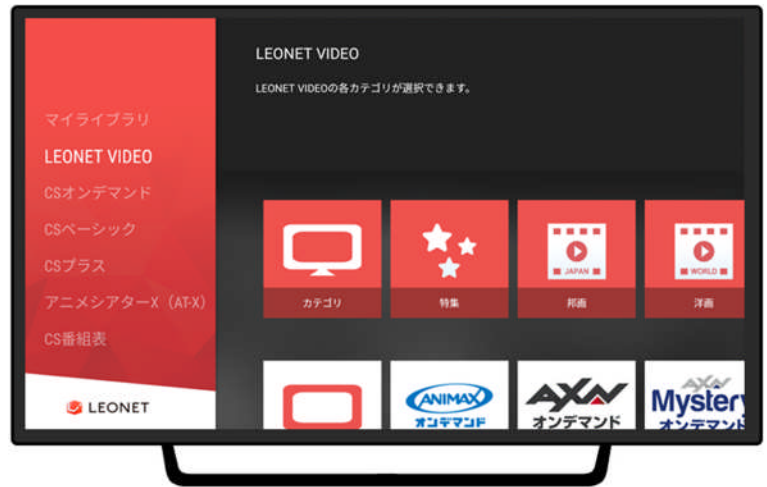 マイライブラリ
LEONET VIDEO
CSオンデマンド
CSベーシック
CSプラス
アニメシアターX（AT-X）
CS番組表
LEONET
LEONET VIDEO
LEONET VIDEOの各カテゴリが選択できます。
JAPAN
WORLD
カテゴリ
特集
邦画
洋画
ANIMAX
オンデマンド
AXN
オンデマンド
AXN
Mystery
オンデマンド